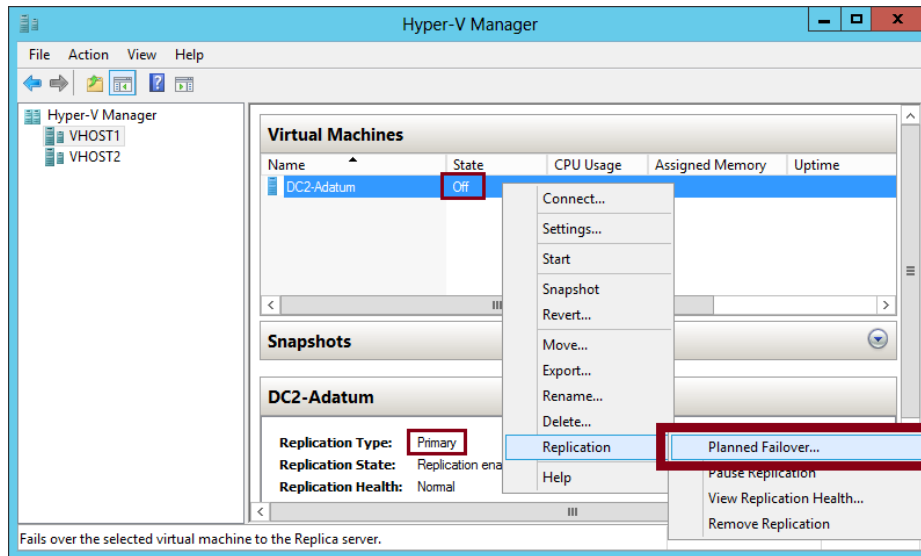 Hyper-V Manager
File Action View Help
Hyper-V Manager
VHOST1
VHOST2
Virtual Machines
Name State CPU Usage Assigned Memory Uptime
DC2-Adatum Off
Connect...
Settings...
Start
Snapshot
Revert...
Move...
Export...
Rename...
Delete...
Replication
Help
Planned Failover...
Pause Replication
View Replication Health...
Remove Replication
Snapshots
DC2-Adatum
Replication Type: Primary
Replication State: Replication ena
Replication Health: Normal
Fails over the selected virtual machine to the Replica server.